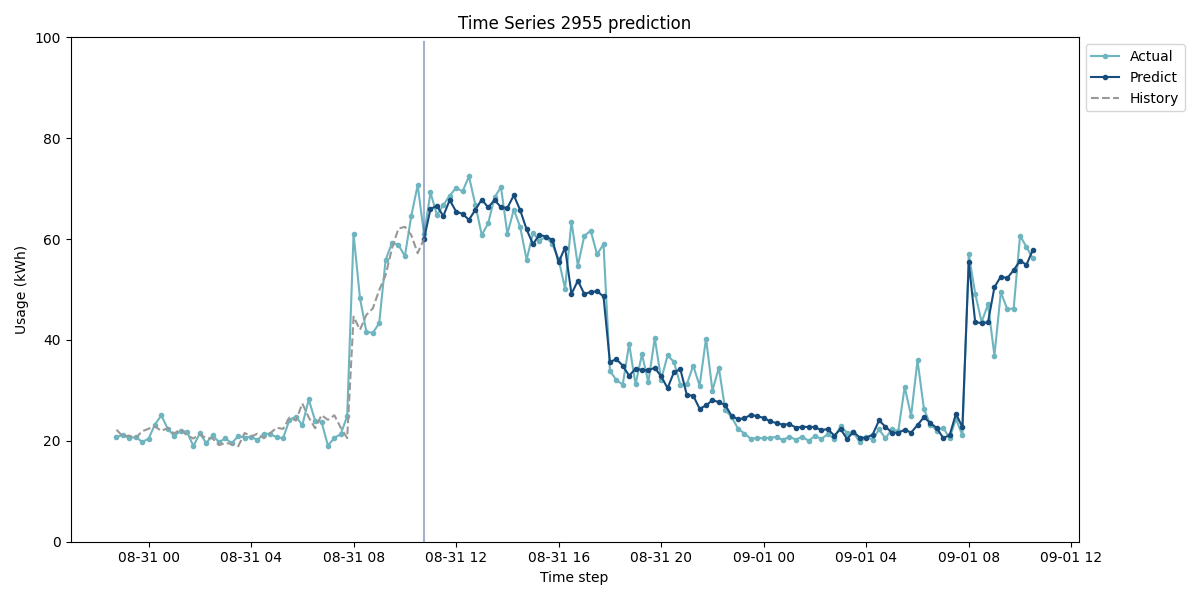 Time Series 2955 prediction
100
80
60
40
20
0
Usage (kWh)
08-31 00
08-31 04
08-31 08
08-31 12
08-31 16
08-31 20
09-01 00
09-01 04
09-01 08
09-01 12
Time step
Actual
Predict
History